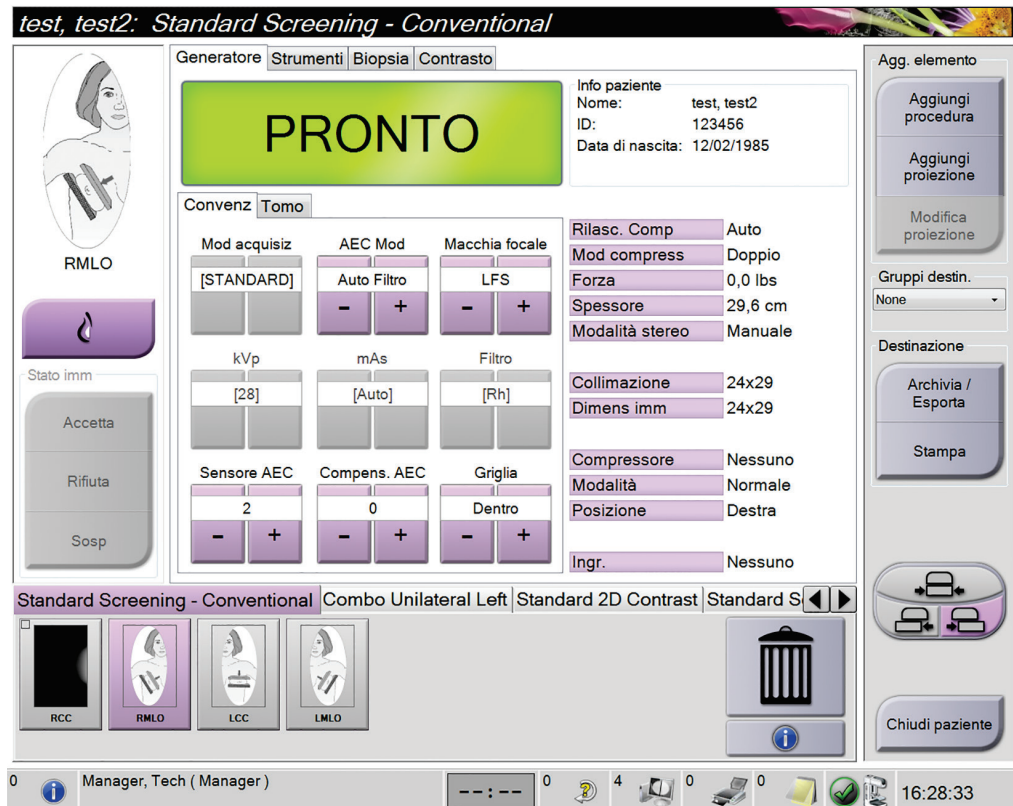 test, test2: Standard Screening - Conventional
RMLO
Stato imm
Accetta
Rifiuta
Sosp
Generatore Strumenti Biopsia Contrasto
PRONTO
Info paziente
Nome: test, test2
ID: 123456
Data di nascita: 12/02/1985
Convenz Tomo
Mod acquisiz AEC Mod Macchia focale
[STANDARD] Auto Filtro LFS
- + - +
kVp mAs Filtro
[28] [Auto] [Rh]
Sensore AEC Compens. AEC Griglia
2 0 Dentro
- + - + - +
Rilasc. Comp Auto
Mod compress Doppio
Forza 0,0 lbs
Spessore 29,6 cm
Modalità stereo Manuale
Collimazione 24x29
Dimens imm 24x29
Compressore Nessuno
Modalità Normale
Posizione Destra
Ingr. Nessuno
Agg. elemento
Aggiungi
procedura
Aggiungi
proiezione
Modifica
proiezione
Gruppi destin.
None
Destinazione
Archivia /
Esporta
Stampa
Chiudi paziente
Standard Screening - Conventional Combo Unilateral Left Standard 2D Contrast Standard S
RCC RMLO LCC LMLO
0 Manager, Tech ( Manager ) --:-- 0 4 0 0 16:28:33